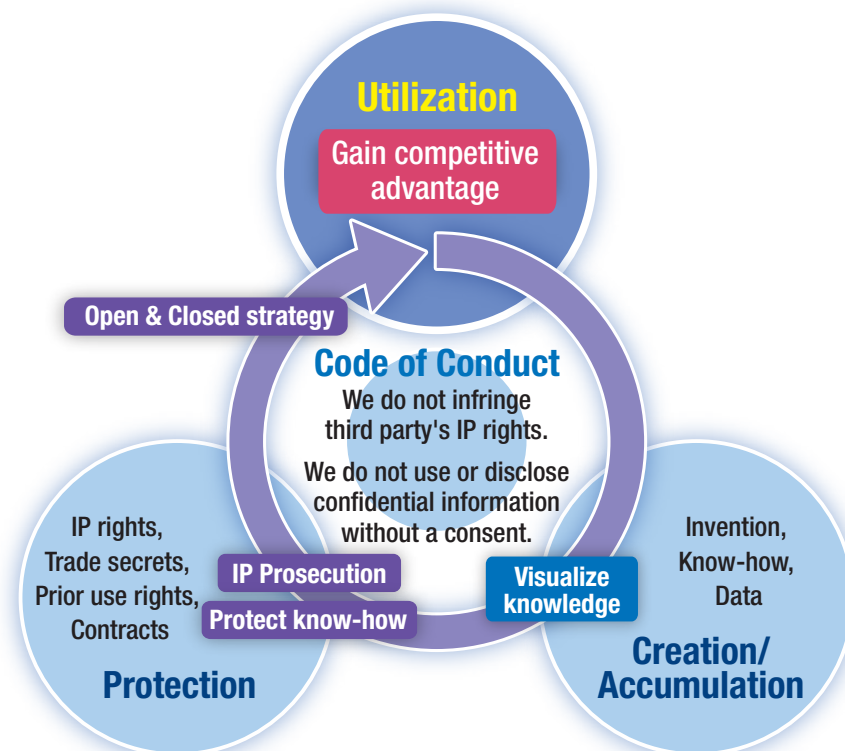 Utilization
Gain competitive
advantage
Open & Closed strategy
Code of Conduct
We do not infringe
third party's IP rights.
We do not use or disclose
confidential information
without a consent.
IP rights,
Trade secrets,
Prior use rights,
Contracts
Protection
IP Prosecution
Protect know-how
Visualize
knowledge
Invention,
Know-how,
Data
Creation/
Accumulation